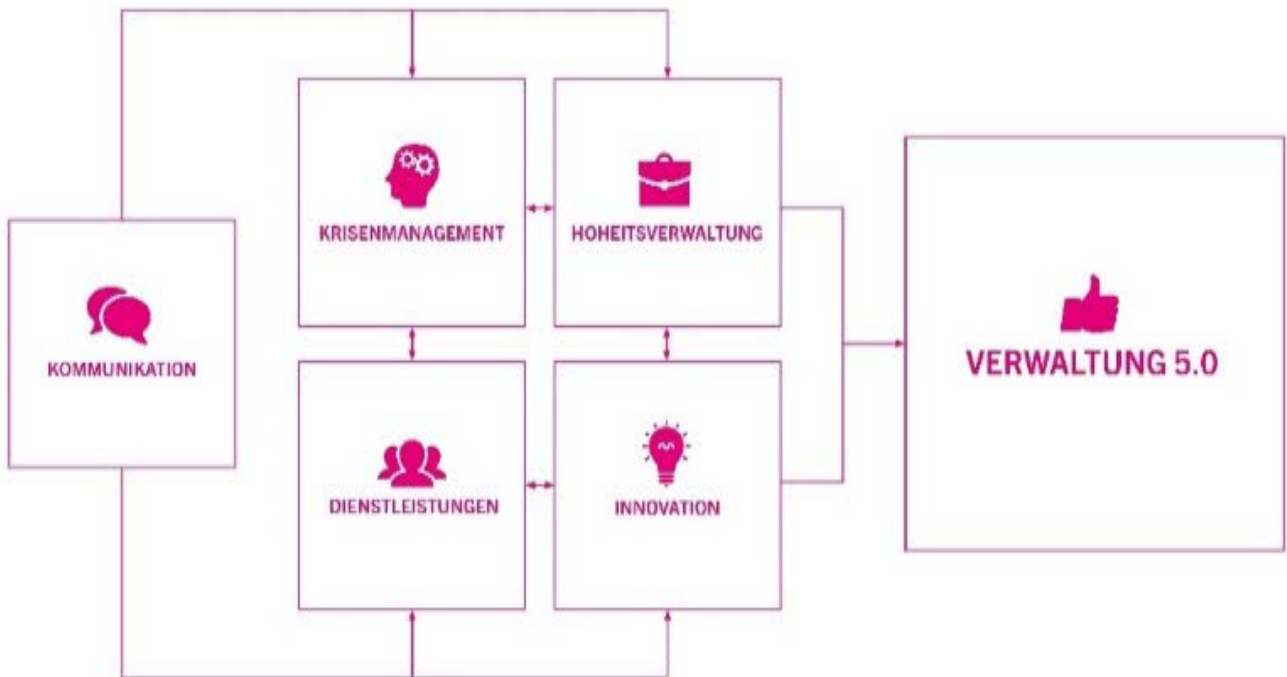 KRISENMANAGEMENT
HOHEITSVERWALTUNG
KOMMUNIKATION
VERWALTUNG 5.0
DIENSTLEISTUNGEN
INNOVATION